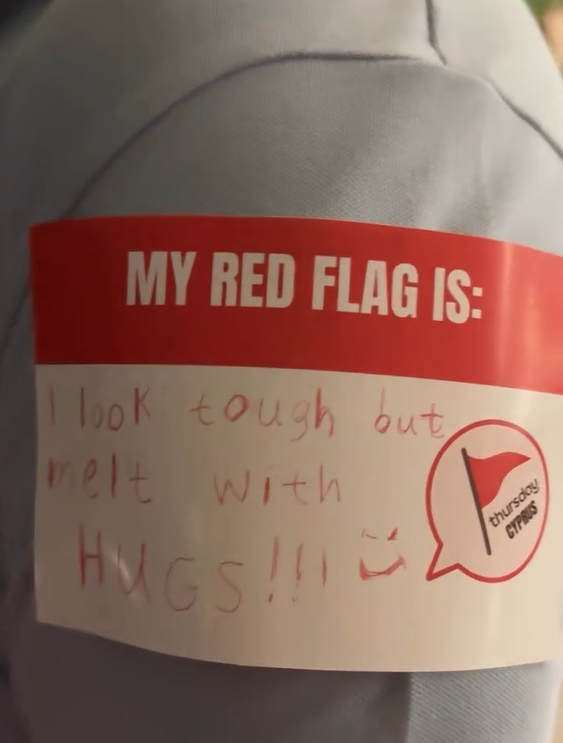 MY RED FLAG IS:
I look tough but
melt with
HUGS!!!
thursday
CYPRUS